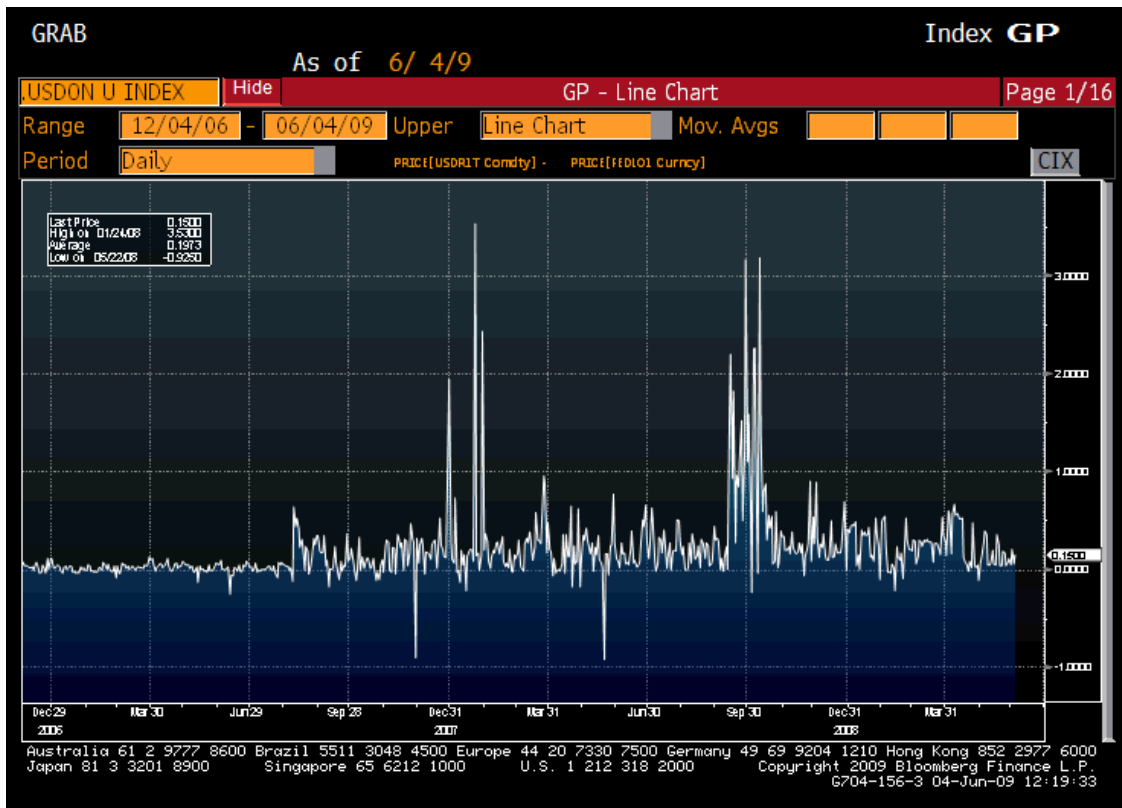 GRAB Index GP
As of 6/ 4/9
.USDON U INDEX Hide GP - Line Chart Page 1/16
Range 12/04/06 - 06/04/09 Upper Line Chart Mov. Avgs
Period Daily PRICE[USDR1T Comdty] - PRICE[FEDL01 Curncy] CIX
Last Price 0.1500
High on 01/24/08 3.5300
Average 0.1973
Low on 05/22/08 -0.9250
3.0000
2.0000
1.0000
0.1500
0.0000
-1.0000
Dec29 Mar30 Jun29 Sep28 Dec31 Mar31 Jun30 Sep30 Dec31 Mar31
2006 2007 2008
Australia 61 2 9777 8600 Brazil 5511 3048 4500 Europe 44 20 7330 7500 Germany 49 69 9204 1210 Hong Kong 852 2977 6000
Japan 81 3 3201 8900 Singapore 65 6212 1000 U.S. 1 212 318 2000 Copyright 2009 Bloomberg Finance L.P.
G704-156-3 04-Jun-09 12:19:33